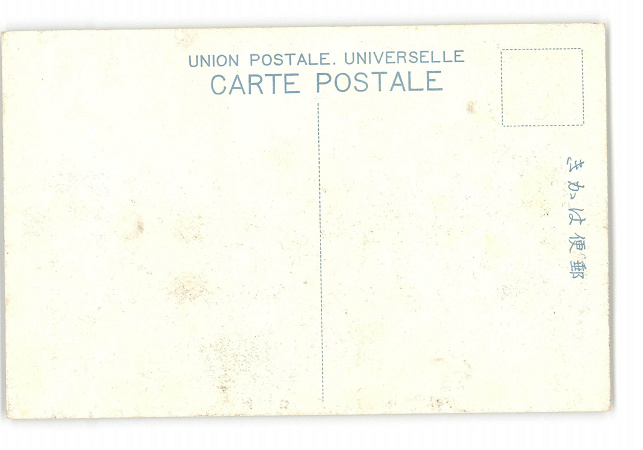 UNION POSTALE. UNIVERSELLE
CARTE POSTALE
きかは便郵